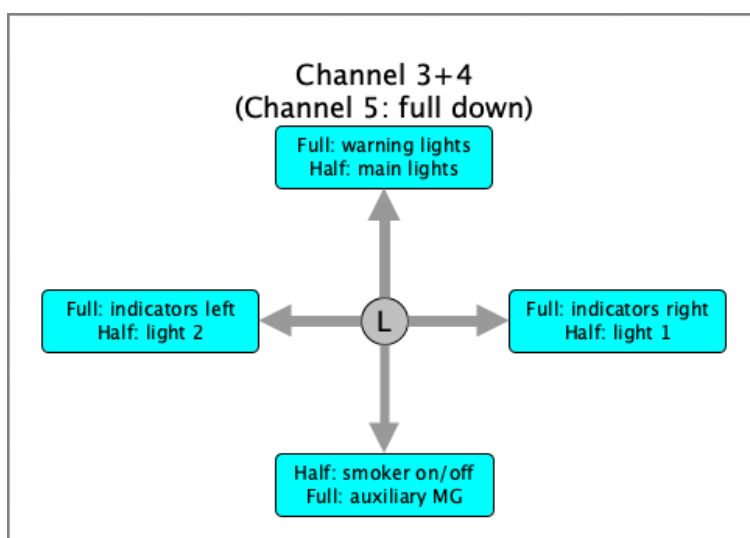 Channel 3+4
(Channel 5: full down)
Full: warning lights
Half: main lights
Full: indicators left
Half: light 2
L
Full: indicators right
Half: light 1
Half: smoker on/off
Full: auxiliary MG